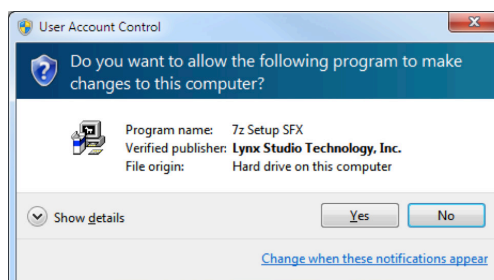 User Account Control
Do you want to allow the following program to make
changes to this computer?
Program name: 7z Setup SFX
Verified publisher: Lynx Studio Technology, Inc.
File origin: Hard drive on this computer
Show details
Yes
No
Change when these notifications appear